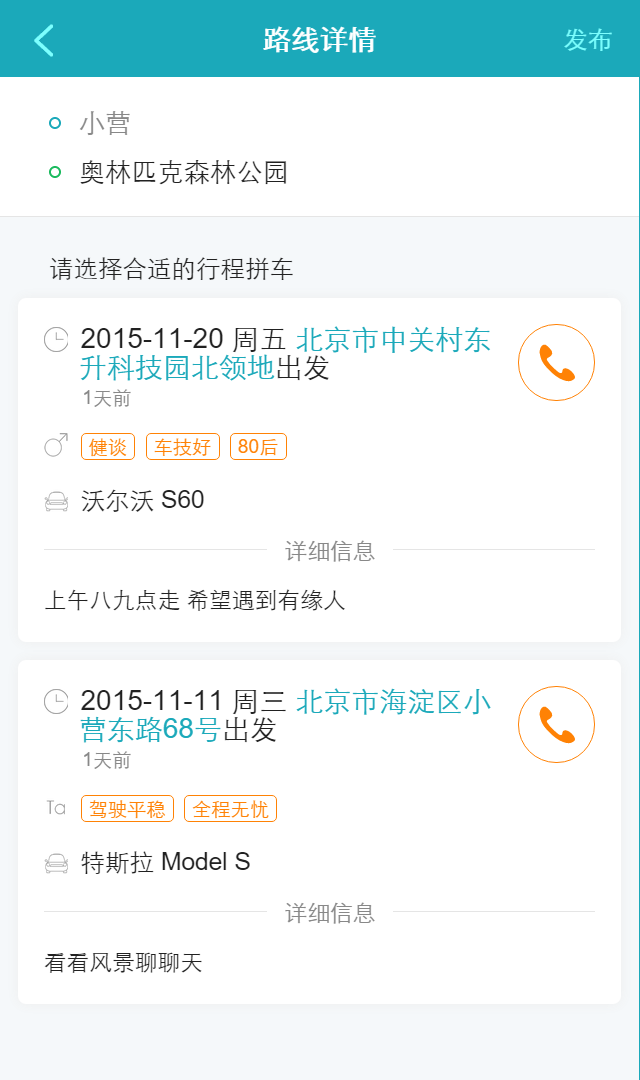 路线详情
发布
小营
奥林匹克森林公园
请选择合适的行程拼车
2015-11-20 周五 北京市中关村东
升科技园北领地出发
1天前
健谈 车技好 80后
沃尔沃 S60
详细信息
上午八九点走 希望遇到有缘人
2015-11-11 周三 北京市海淀区小
营东路68号出发
1天前
Ta 驾驶平稳 全程无忧
特斯拉 Model S
详细信息
看看风景聊聊天